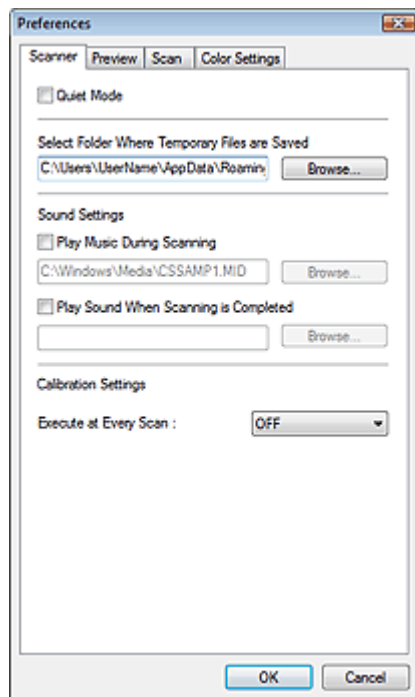 Preferences
Scanner Preview Scan Color Settings
Quiet Mode
Select Folder Where Temporary Files are Saved
C:\Users\UserName\AppData\Roaming Browse...
Sound Settings
Play Music During Scanning
C:\Windows\Media\CSSAMP1.MID Browse...
Play Sound When Scanning is Completed
Browse...
Calibration Settings
Execute at Every Scan : OFF
OK Cancel